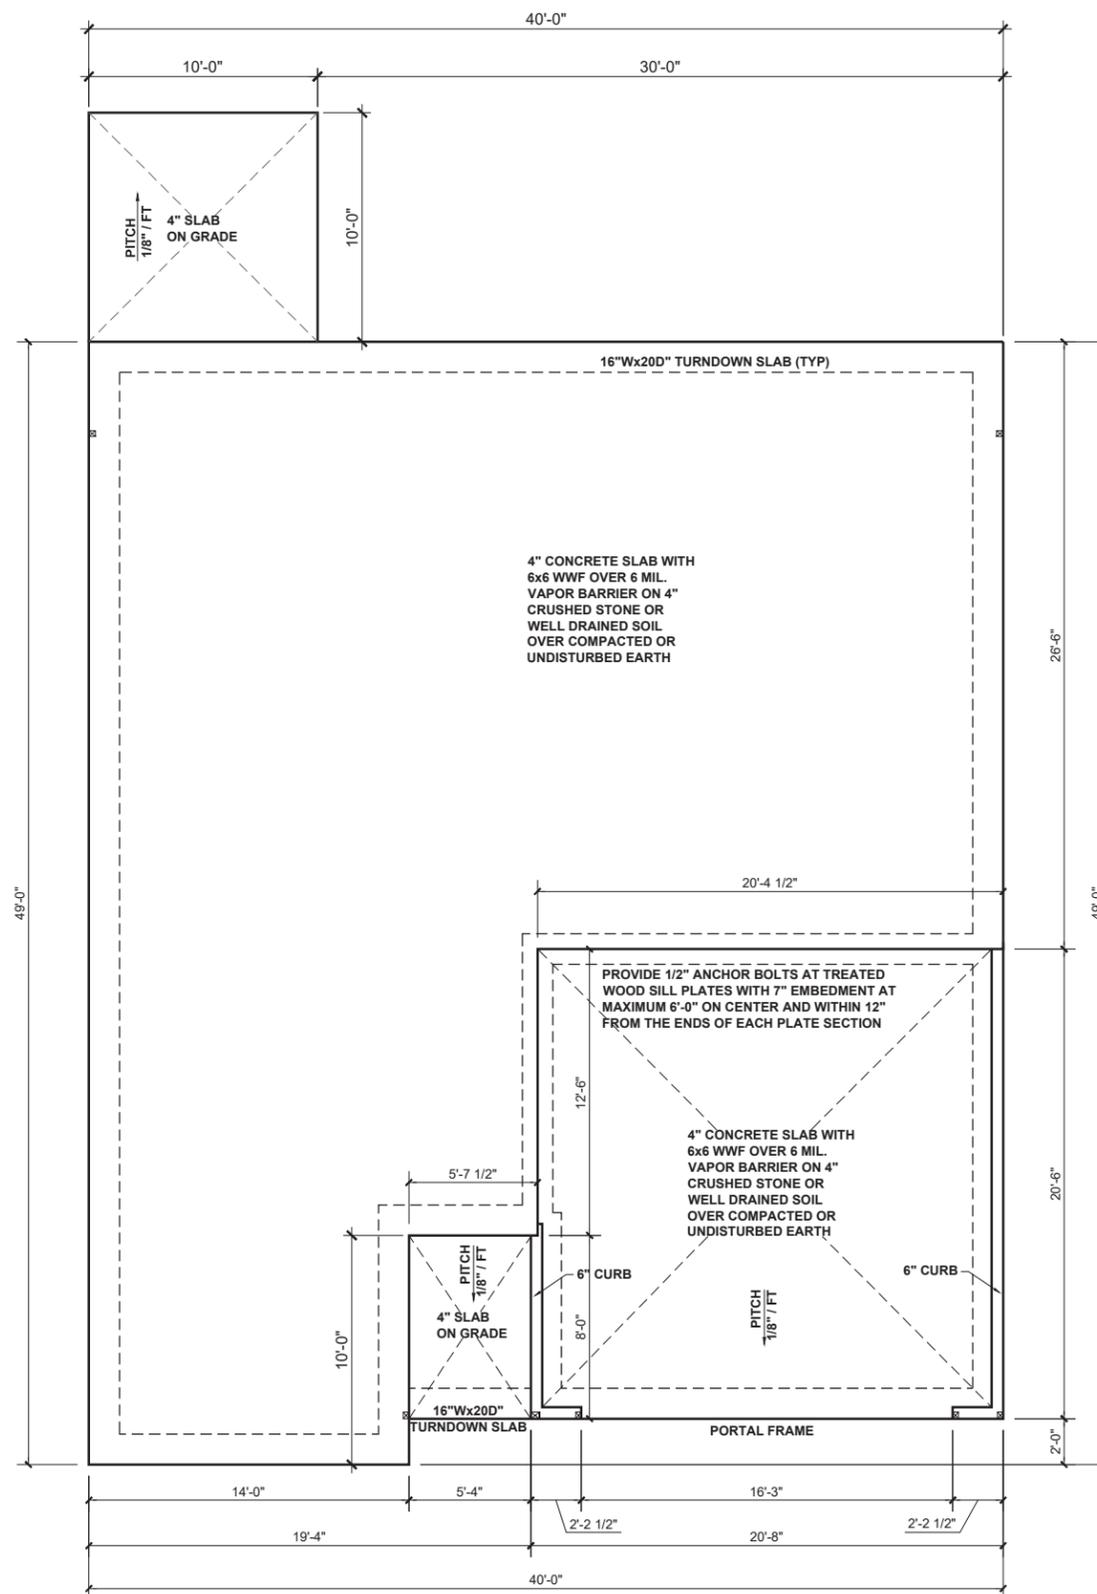 40'-0"
10'-0"
30'-0"
10'-0"
PITCH
1/8" / FT
4" SLAB
ON GRADE
16"Wx20D" TURNDOWN SLAB (TYP)
4" CONCRETE SLAB WITH
6x6 WWF OVER 6 MIL.
VAPOR BARRIER ON 4"
CRUSHED STONE OR
WELL DRAINED SOIL
OVER COMPACTED OR
UNDISTURBED EARTH
26'-6"
49'-0"
49'-0"
20'-4 1/2"
PROVIDE 1/2" ANCHOR BOLTS AT TREATED
WOOD SILL PLATES WITH 7" EMBEDMENT AT
MAXIMUM 6'-0" ON CENTER AND WITHIN 12"
FROM THE ENDS OF EACH PLATE SECTION
12'-6"
4" CONCRETE SLAB WITH
6x6 WWF OVER 6 MIL.
VAPOR BARRIER ON 4"
CRUSHED STONE OR
WELL DRAINED SOIL
OVER COMPACTED OR
UNDISTURBED EARTH
20'-6"
5'-7 1/2"
PITCH
1/8" / FT
6" CURB
6" CURB
4" SLAB
ON GRADE
PITCH
1/8" / FT
8'-0"
10'-0"
16"Wx20D"
TURNDOWN SLAB
PORTAL FRAME
2'-0"
14'-0"
5'-4"
16'-3"
2'-2 1/2"
2'-2 1/2"
19'-4"
20'-8"
40'-0"